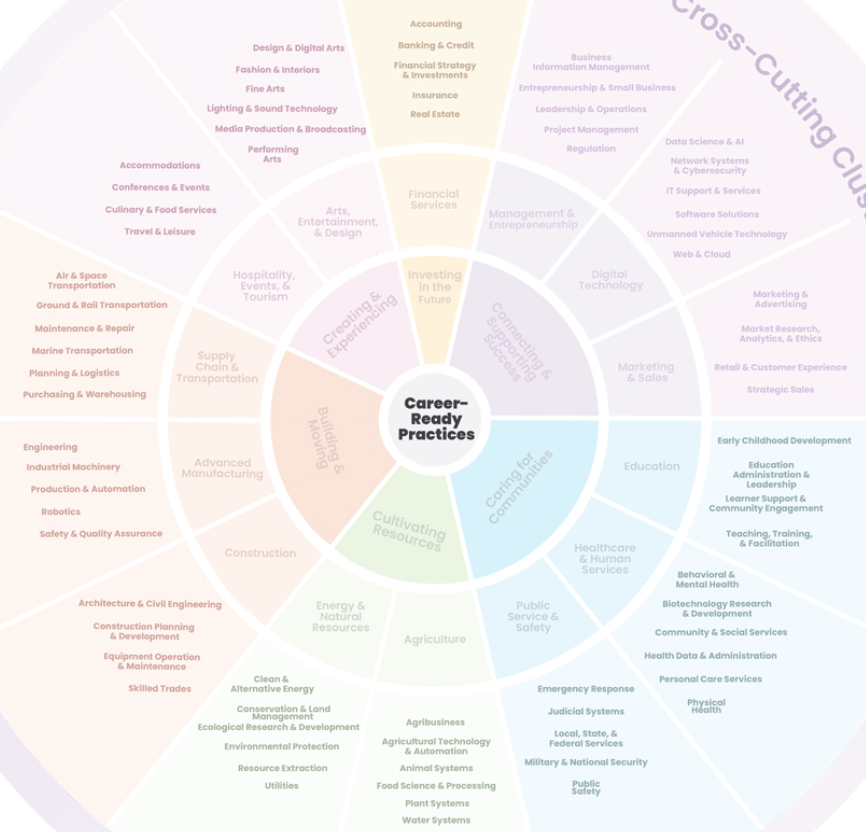 Career-
Ready
Practices
Investing
in the
Future
Connecting &
Supporting
Success
Caring for
Communities
Cultivating
Resources
Building &
Moving
Creating &
Experiencing
Financial
Services
Management &
Entrepreneurship
Digital
Technology
Marketing
& Sales
Education
Healthcare
& Human
Services
Public
Service &
Safety
Agriculture
Energy &
Natural
Resources
Construction
Advanced
Manufacturing
Supply
Chain &
Transportation
Hospitality,
Events, &
Tourism
Arts,
Entertainment,
& Design
Accounting
Banking & Credit
Financial Strategy
& Investments
Insurance
Real Estate
Business
Information Management
Entrepreneurship & Small Business
Leadership & Operations
Project Management
Regulation
Data Science & AI
Network Systems
& Cybersecurity
IT Support & Services
Software Solutions
Unmanned Vehicle Technology
Web & Cloud
Marketing &
Advertising
Market Research,
Analytics, & Ethics
Retail & Customer Experience
Strategic Sales
Early Childhood Development
Education
Administration &
Leadership
Learner Support &
Community Engagement
Teaching, Training,
& Facilitation
Behavioral &
Mental Health
Biotechnology Research
& Development
Community & Social Services
Health Data & Administration
Personal Care Services
Physical
Health
Emergency Response
Judicial Systems
Local, State, &
Federal Services
Military & National Security
Public
Safety
Agribusiness
Agricultural Technology
& Automation
Animal Systems
Food Science & Processing
Plant Systems
Water Systems
Clean &
Alternative Energy
Conservation & Land
Management
Ecological Research & Development
Environmental Protection
Resource Extraction
Utilities
Architecture & Civil Engineering
Construction Planning
& Development
Equipment Operation
& Maintenance
Skilled Trades
Engineering
Industrial Machinery
Production & Automation
Robotics
Safety & Quality Assurance
Air & Space
Transportation
Ground & Rail Transportation
Maintenance & Repair
Marine Transportation
Planning & Logistics
Purchasing & Warehousing
Accommodations
Conferences & Events
Culinary & Food Services
Travel & Leisure
Design & Digital Arts
Fashion & Interiors
Fine Arts
Lighting & Sound Technology
Media Production & Broadcasting
Performing
Arts
Cross-Cutting Clus